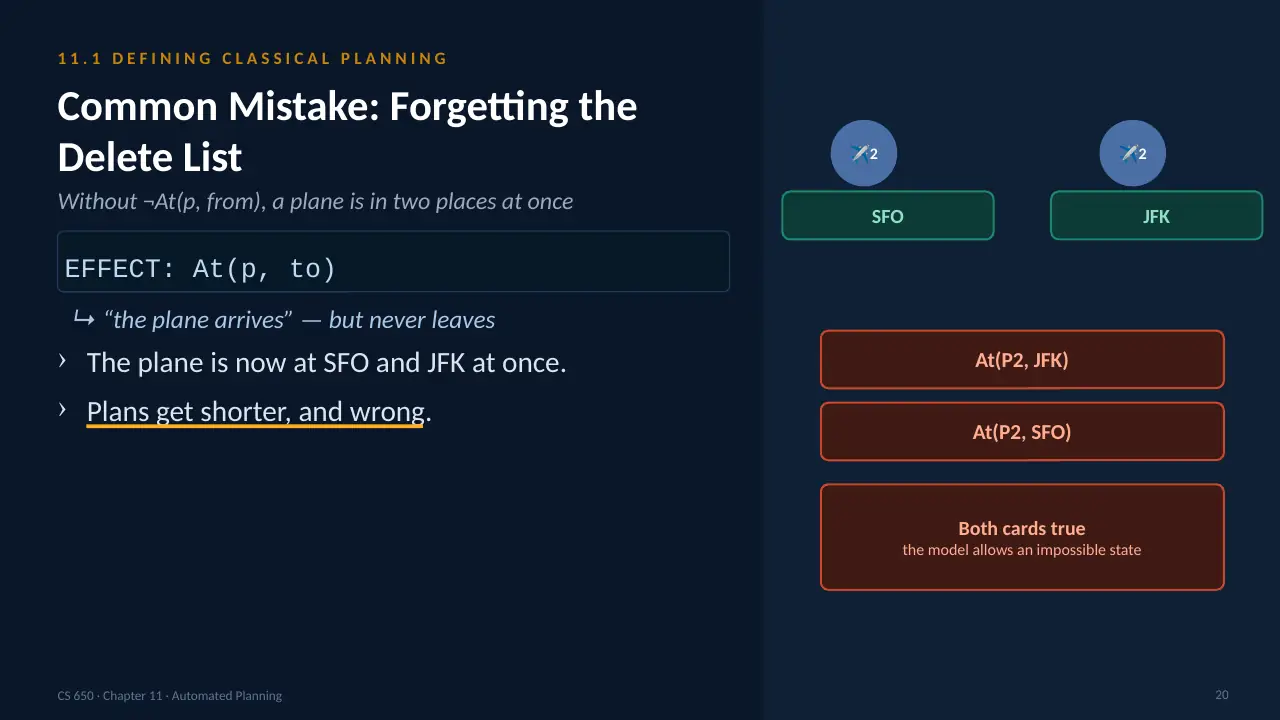 11.1 DEFINING CLASSICAL PLANNING
Common Mistake: Forgetting the
Delete List
Without ¬At(p, from), a plane is in two places at once
EFFECT: At(p, to)
↳ “the plane arrives” — but never leaves
› The plane is now at SFO and JFK at once.
› Plans get shorter, and wrong.
✈️2
✈️2
SFO
JFK
At(P2, JFK)
At(P2, SFO)
Both cards true
the model allows an impossible state
CS 650 · Chapter 11 · Automated Planning
20